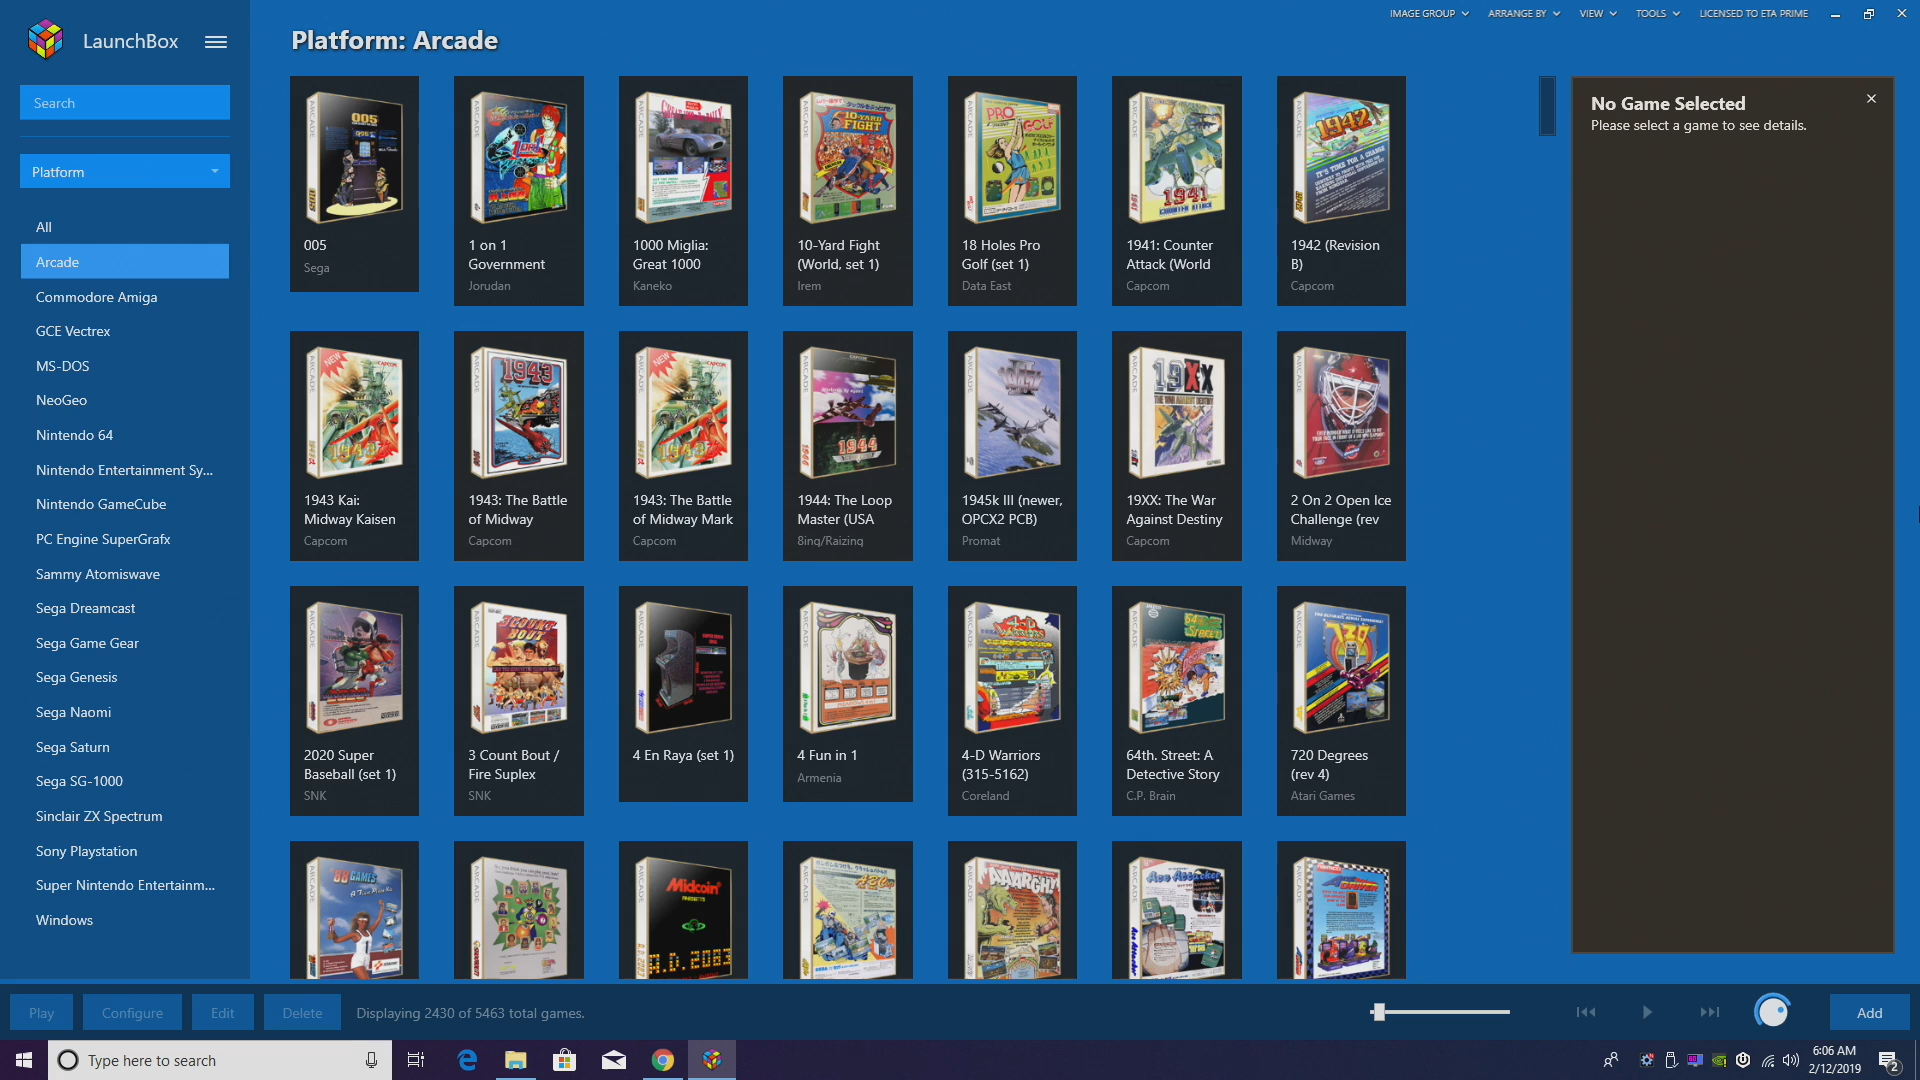 IMAGE GROUP
ARRANGE BY
VIEW
TOOLS
LICENSED TO ETA PRIME
LaunchBox
Platform: Arcade
Search
Platform
All
Arcade
Commodore Amiga
GCE Vectrex
MS-DOS
NeoGeo
Nintendo 64
Nintendo Entertainment Sy...
Nintendo GameCube
PC Engine SuperGrafx
Sammy Atomiswave
Sega Dreamcast
Sega Game Gear
Sega Genesis
Sega Naomi
Sega Saturn
Sega SG-1000
Sinclair ZX Spectrum
Sony Playstation
Super Nintendo Entertainm...
Windows
005
Sega
1 on 1
Government
Jorudan
1000 Miglia:
Great 1000
Kaneko
10-Yard Fight
(World, set 1)
Irem
18 Holes Pro
Golf (set 1)
Data East
1941: Counter
Attack (World
Capcom
1942 (Revision
B)
Capcom
1943 Kai:
Midway Kaisen
Capcom
1943: The Battle
of Midway
Capcom
1943: The Battle
of Midway Mark
Capcom
1944: The Loop
Master (USA
8ing/Raizing
1945k III (newer,
OPCX2 PCB)
Promat
19XX: The War
Against Destiny
Capcom
2 On 2 Open Ice
Challenge (rev
Midway
2020 Super
Baseball (set 1)
SNK
3 Count Bout /
Fire Suplex
SNK
4 En Raya (set 1)
4 Fun in 1
Armenia
4-D Warriors
(315-5162)
Coreland
64th. Street: A
Detective Story
C.P. Brain
720 Degrees
(rev 4)
Atari Games
88 GAMES
Midcoin
A.D. 2083
AAARGH!
Ace Attacker
No Game Selected
Please select a game to see details.
Play
Configure
Edit
Delete
Displaying 2430 of 5463 total games.
Add
Type here to search
6:06 AM
2/12/2019
2